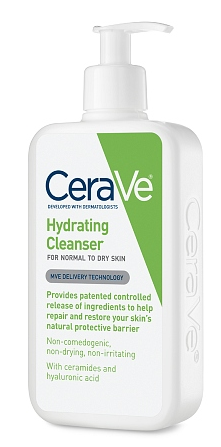 CeraVe
DEVELOPED WITH DERMATOLOGISTS
Hydrating
Cleanser
FOR NORMAL TO DRY SKIN
MVE DELIVERY TECHNOLOGY
Provides patented controlled
release of ingredients to help
repair and restore your skin's
natural protective barrier
Non-comedogenic,
non-drying, non-irritating
With ceramides and
hyaluronic acid
CeraVe